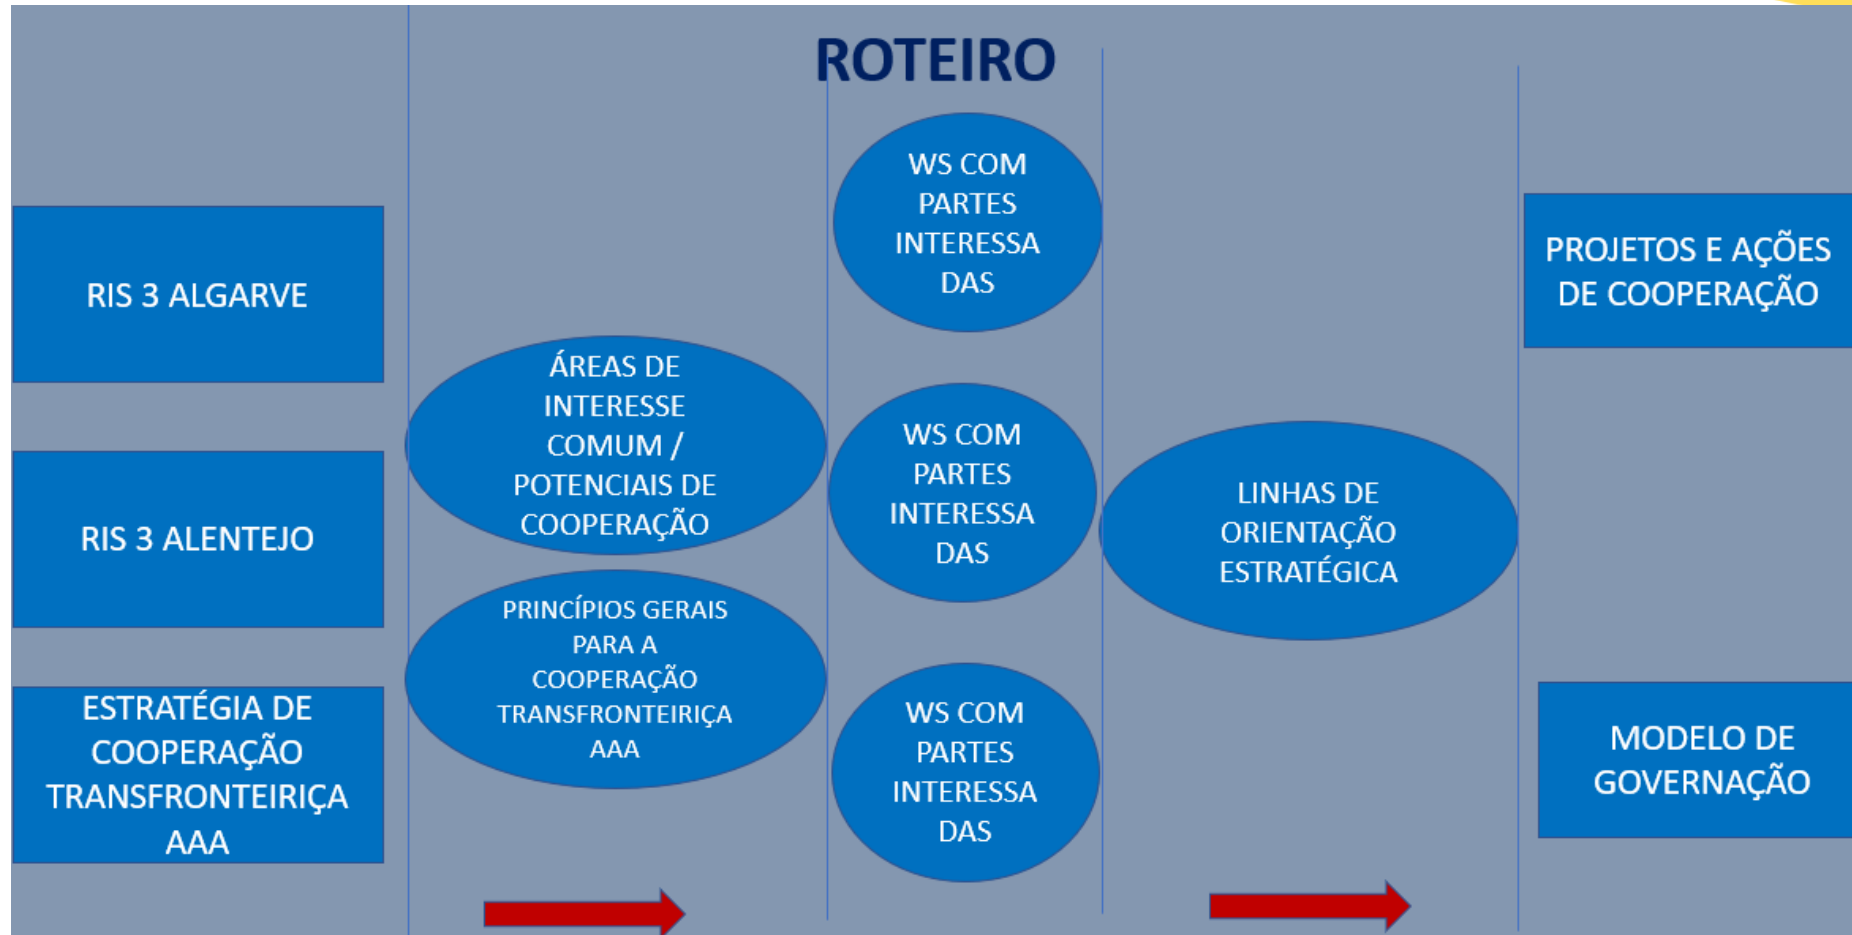 ROTEIRO
RIS 3 ALGARVE
RIS 3 ALENTEJO
ESTRATÉGIA DE
COOPERAÇÃO
TRANSFRONTEIRIÇA
AAA
ÁREAS DE
INTERESSE
COMUM /
POTENCIAIS DE
COOPERAÇÃO
PRINCÍPIOS GERAIS
PARA A
COOPERAÇÃO
TRANSFRONTEIRIÇA
AAA
WS COM
PARTES
INTERESSA
DAS
WS COM
PARTES
INTERESSA
DAS
WS COM
PARTES
INTERESSA
DAS
LINHAS DE
ORIENTAÇÃO
ESTRATÉGICA
PROJETOS E AÇÕES
DE COOPERAÇÃO
MODELO DE
GOVERNAÇÃO